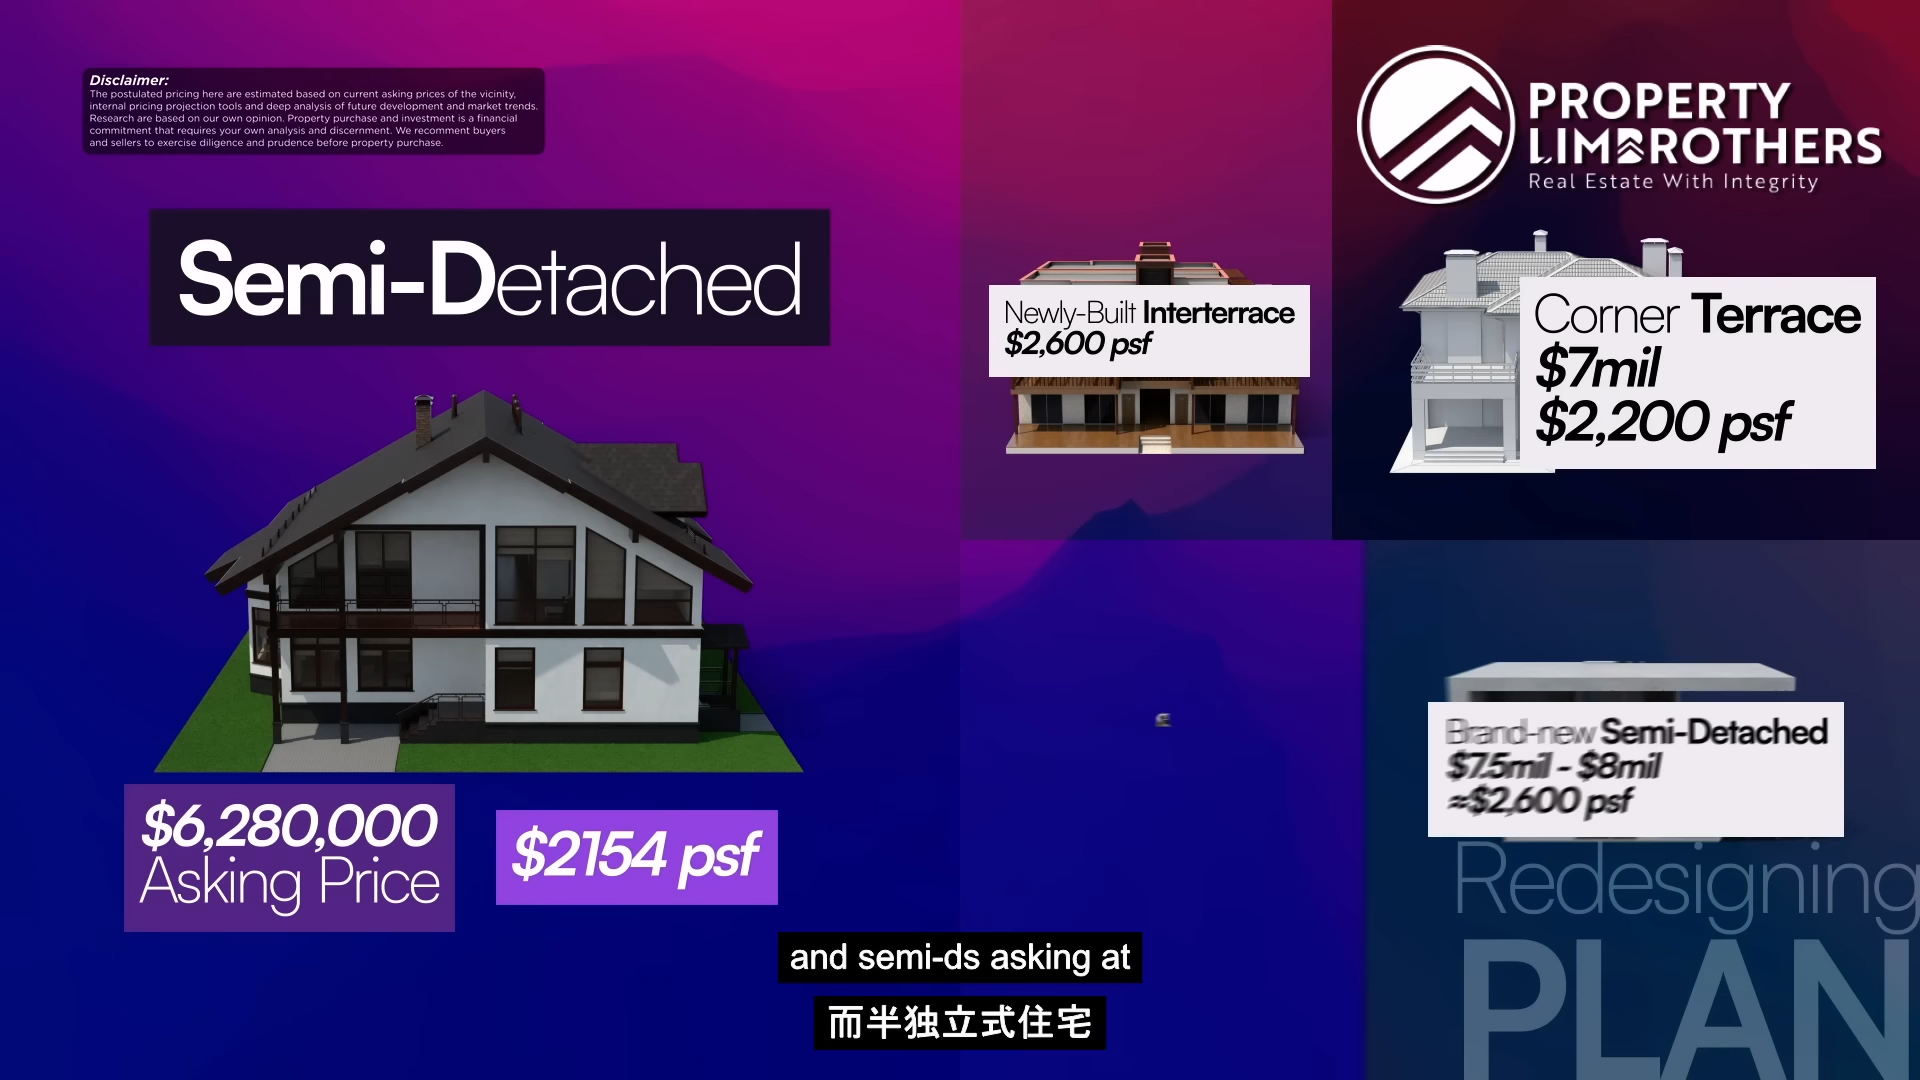 Disclaimer:
The postulated pricing here are estimated based on current asking prices of the vicinity,
internal pricing projection tools and deep analysis of future development and market trends.
Research are based on our own opinion. Property purchase and investment is a financial
commitment that requires your own analysis and discernment. We recomment buyers
and sellers to exercise diligence and prudence before property purchase.
Semi-Detached
$6,280,000
Asking Price
$2154 psf
Newly-Built Interterrace
$2,600 psf
PROPERTY
LIMBROTHERS
Real Estate With Integrity
Corner Terrace
$7mil
$2,200 psf
Brand-new Semi-Detached
$7.5mil - $8mil
≈$2,600 psf
Redesigning
PLAN
and semi-ds asking at
而半独立式住宅